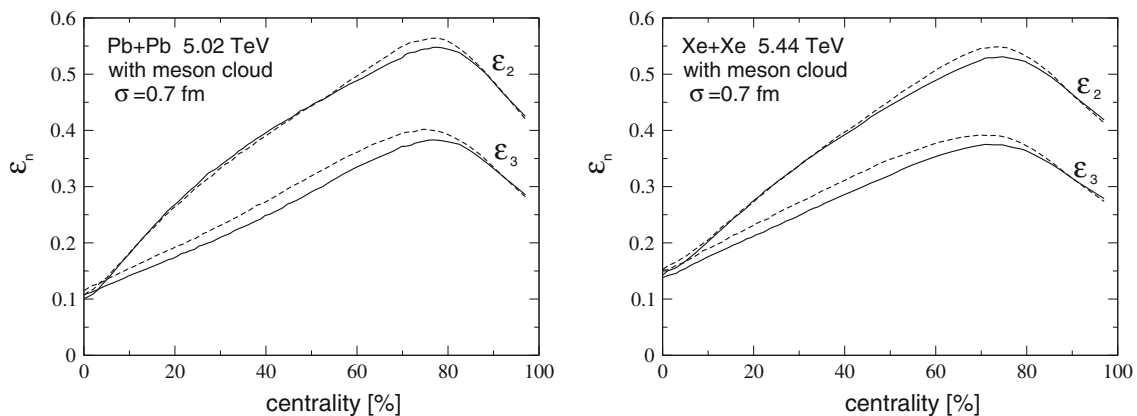 0.6
0.5
0.4
0.3
0.2
0.1
0
εn
Pb+Pb 5.02 TeV
with meson cloud
σ=0.7 fm
ε2
ε3
0 20 40 60 80 100
centrality [%]
0.6
0.5
0.4
0.3
0.2
0.1
0
εn
Xe+Xe 5.44 TeV
with meson cloud
σ=0.7 fm
ε2
ε3
0 20 40 60 80 100
centrality [%]